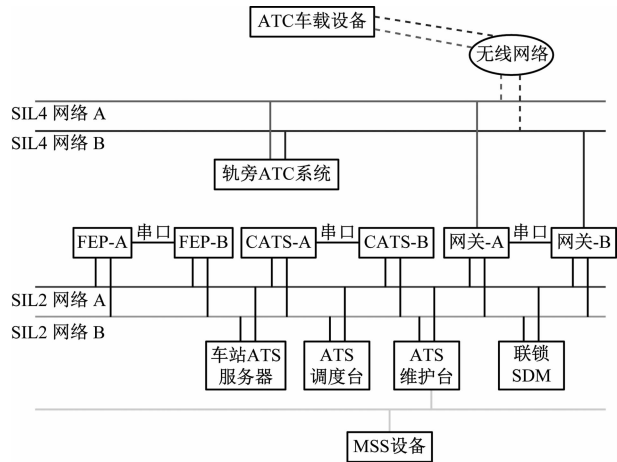 ATC车载设备
无线网络
SIL4 网络 A
SIL4 网络 B
轨旁ATC系统
FEP-A
串口
FEP-B
CATS-A
串口
CATS-B
网关-A
串口
网关-B
SIL2 网络 A
SIL2 网络 B
车站ATS
服务器
ATS
调度台
ATS
维护台
联锁
SDM
MSS设备